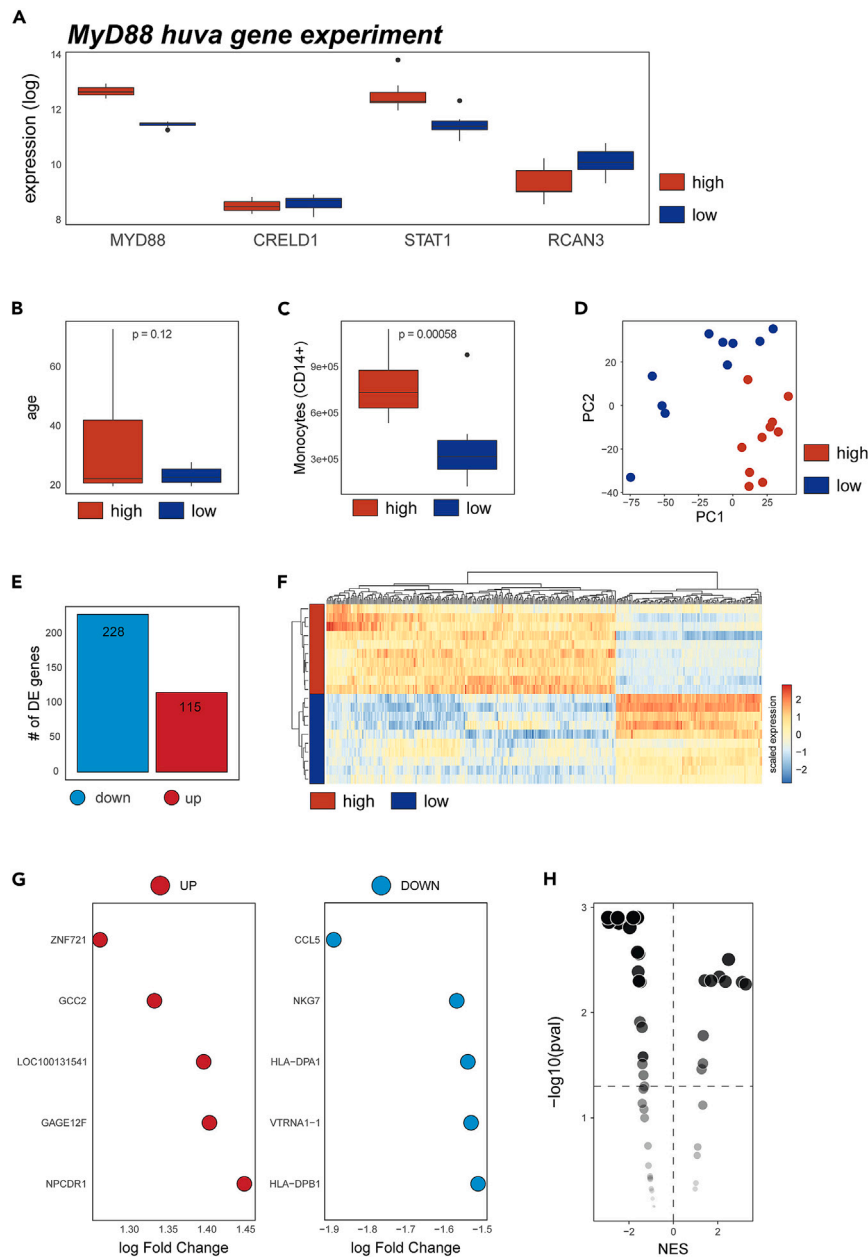 A
MyD88 huva gene experiment
expression (log)
14
12
10
8
MYD88
CRELD1
STAT1
RCAN3
high
low
B
age
60
40
20
p = 0.12
high
low
C
Monocytes (CD14+)
9e+05
6e+05
3e+05
p = 0.00058
high
low
D
PC2
20
0
−20
−40
−75
−50
−25
0
25
PC1
high
low
E
# of DE genes
200
150
100
50
0
228
115
down
up
F
high
low
scaled expression
2
1
0
−1
−2
G
UP
ZNF721
GCC2
LOC100131541
GAGE12F
NPCDR1
1.30
1.35
1.40
1.45
log Fold Change
DOWN
CCL5
NKG7
HLA−DPA1
VTRNA1−1
HLA−DPB1
−1.9
−1.8
−1.7
−1.6
−1.5
log Fold Change
H
−log10(pval)
3
2
1
−2
0
2
NES